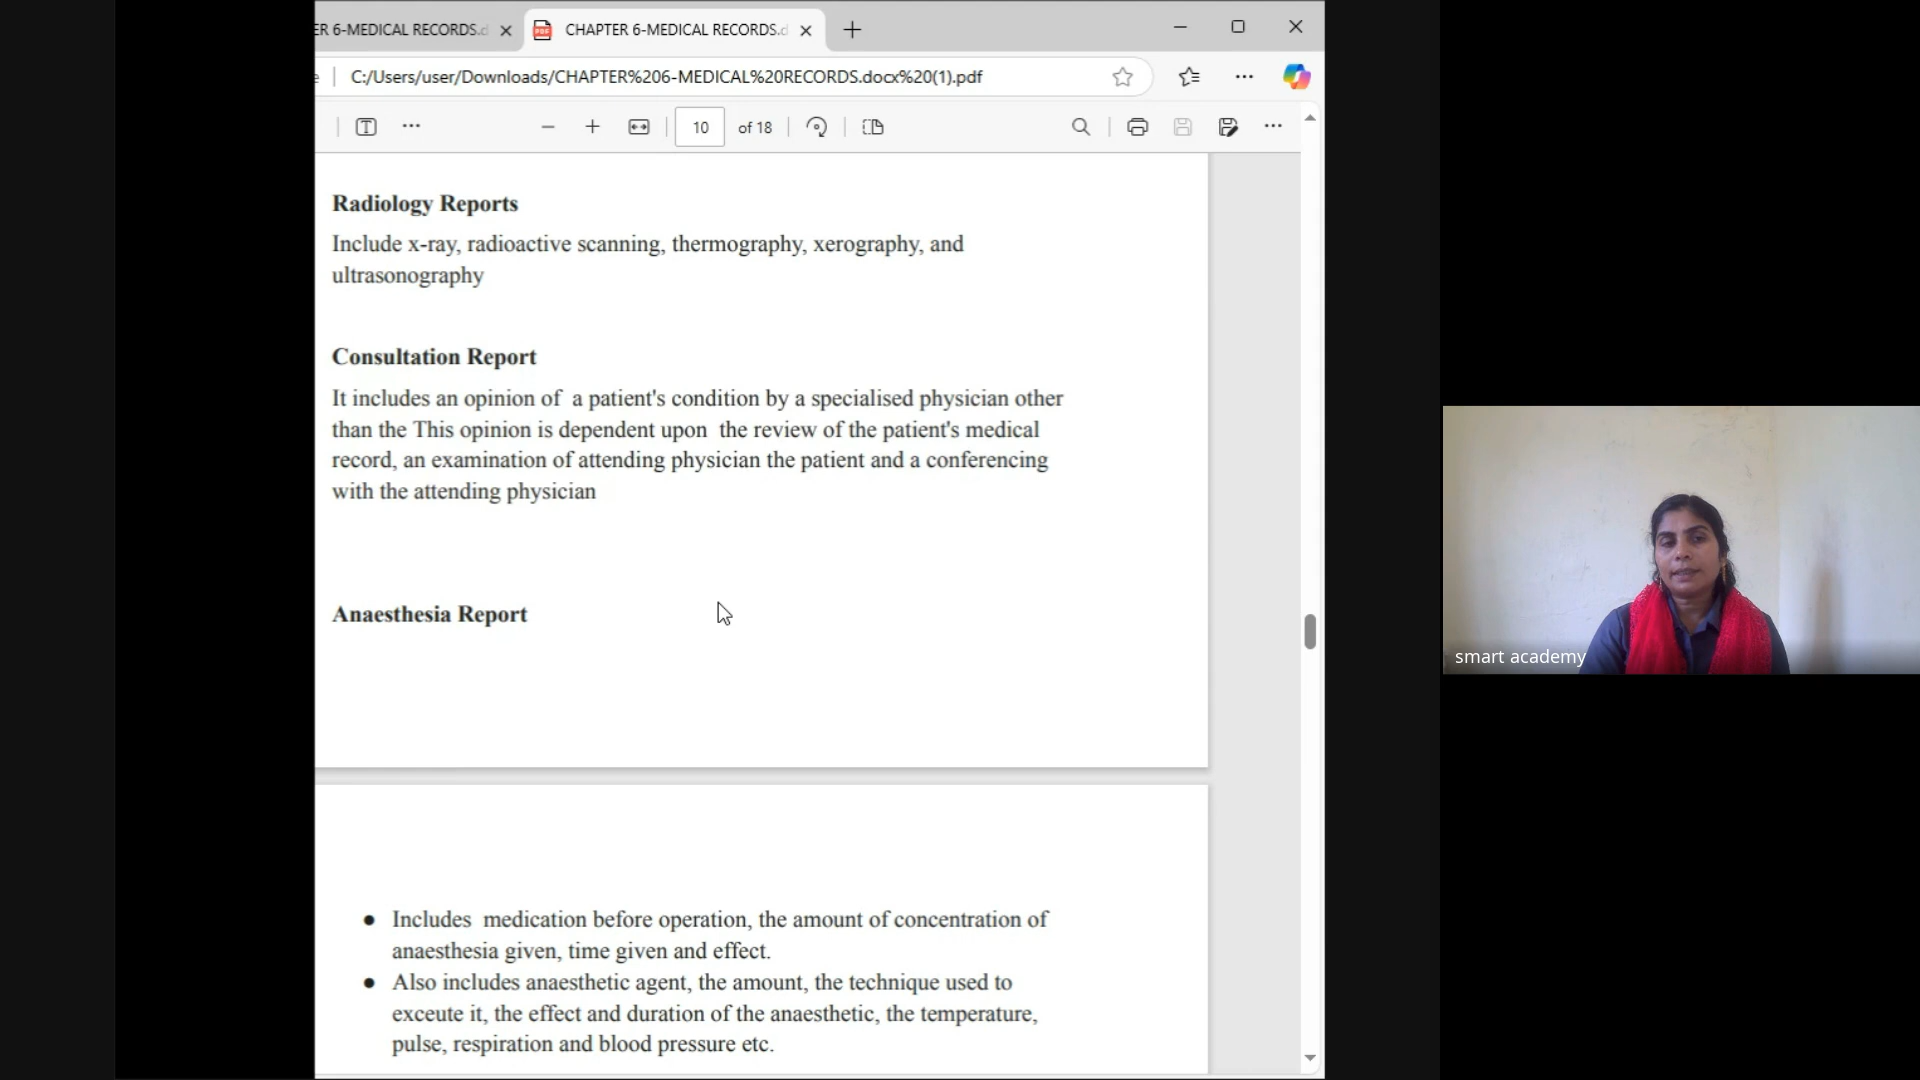 ER 6-MEDICAL RECORDS.d
CHAPTER 6-MEDICAL RECORDS.d
C:/Users/user/Downloads/CHAPTER%206-MEDICAL%20RECORDS.docx%20(1).pdf
10 of 18
Radiology Reports
Include x-ray, radioactive scanning, thermography, xerography, and
ultrasonography
Consultation Report
It includes an opinion of a patient's condition by a specialised physician other
than the This opinion is dependent upon the review of the patient's medical
record, an examination of attending physician the patient and a conferencing
with the attending physician
Anaesthesia Report
● Includes medication before operation, the amount of concentration of
anaesthesia given, time given and effect.
● Also includes anaesthetic agent, the amount, the technique used to
exceute it, the effect and duration of the anaesthetic, the temperature,
pulse, respiration and blood pressure etc.
smart academy